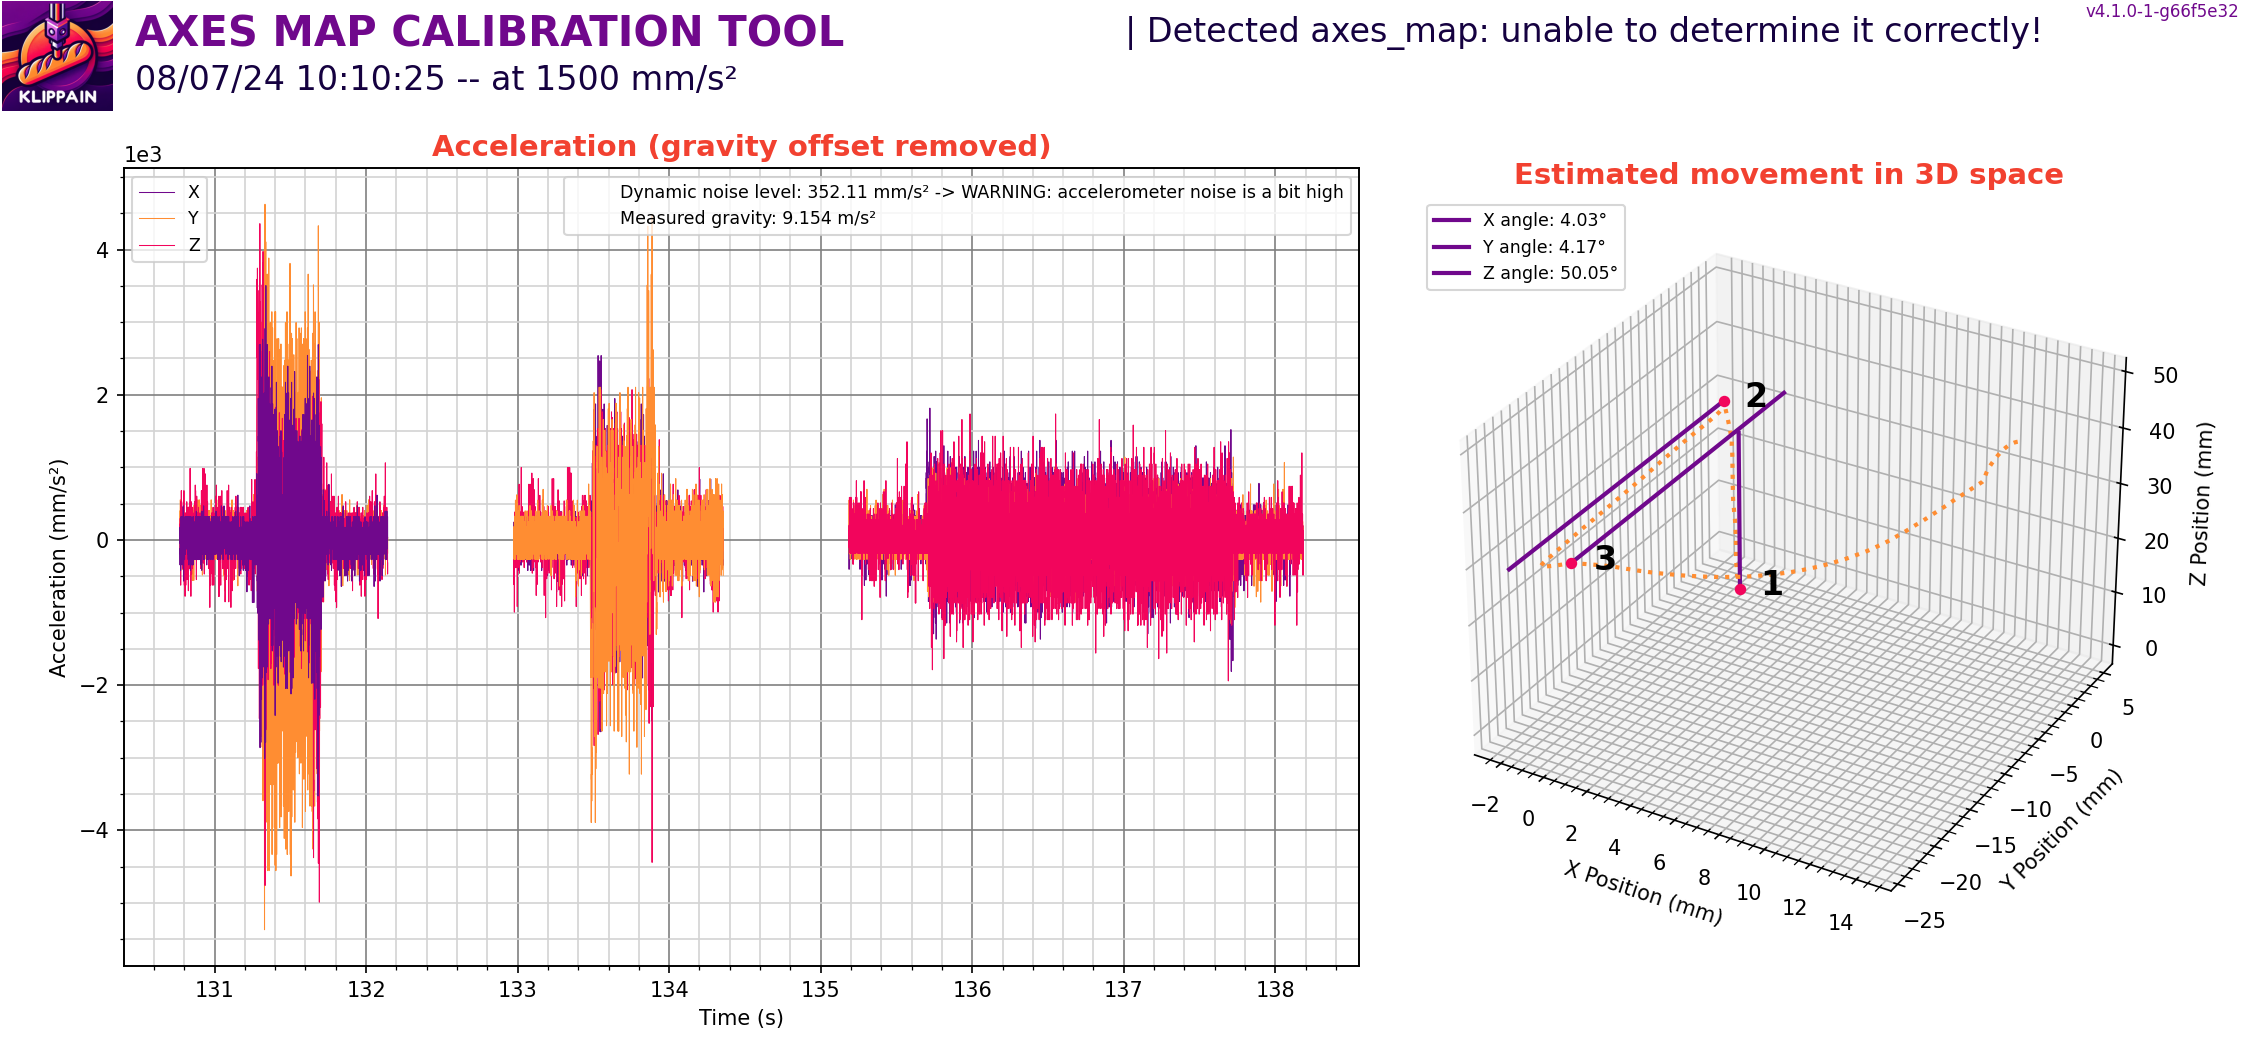 KLIPPAIN
AXES MAP CALIBRATION TOOL
08/07/24 10:10:25 -- at 1500 mm/s²
| Detected axes_map: unable to determine it correctly!
v4.1.0-1-g66f5e32
Acceleration (gravity offset removed)
1e3
X
Y
Z
Dynamic noise level: 352.11 mm/s² -> WARNING: accelerometer noise is a bit high
Measured gravity: 9.154 m/s²
4
2
0
−2
−4
Acceleration (mm/s²)
131
132
133
134
135
136
137
138
Time (s)
Estimated movement in 3D space
X angle: 4.03°
Y angle: 4.17°
Z angle: 50.05°
2
3
1
50
40
30
20
10
0
Z Position (mm)
5
0
−5
−10
−15
−20
−25
Y Position (mm)
−2
0
2
4
6
8
10
12
14
X Position (mm)